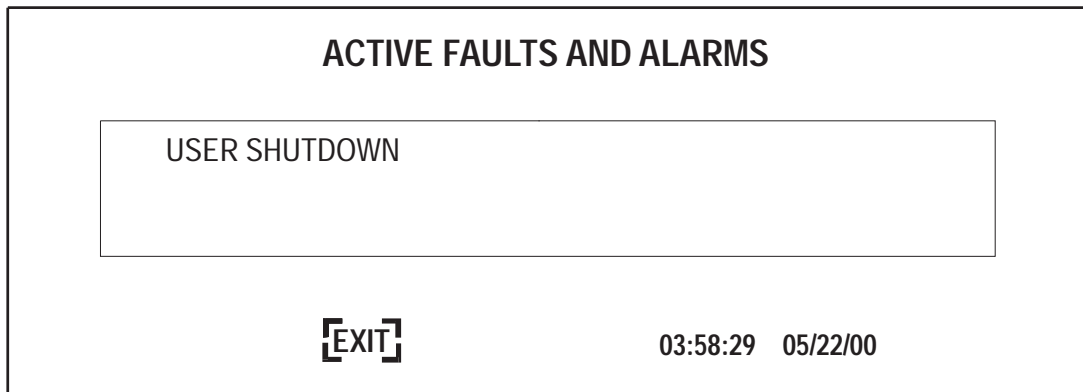 ACTIVE FAULTS AND ALARMS
USER SHUTDOWN
[EXIT] 03:58:29 05/22/00